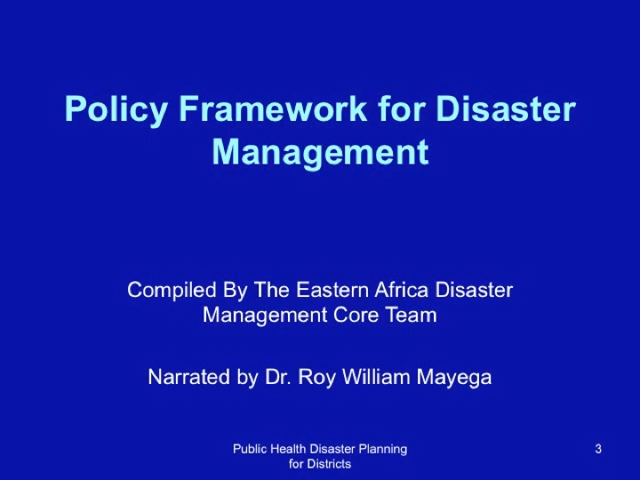 Policy Framework for Disaster
Management
Compiled By The Eastern Africa Disaster
Management Core Team
Narrated by Dr. Roy William Mayega
Public Health Disaster Planning
for Districts
3